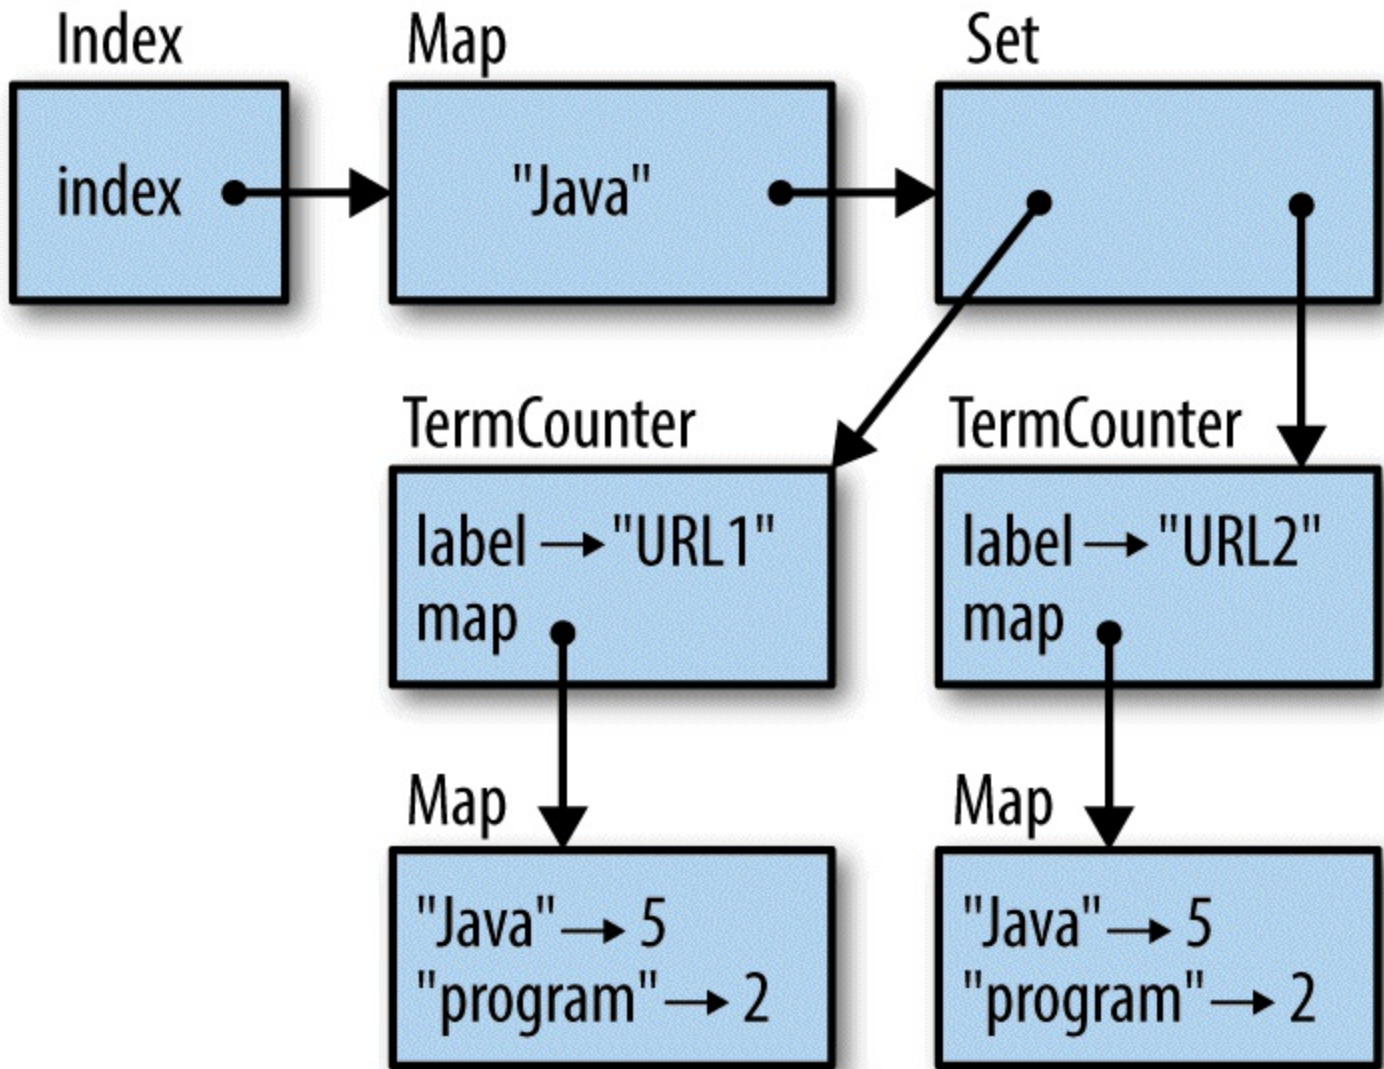 Index
Map
Set
index
"Java"
TermCounter
TermCounter
label → "URL1"
map
label → "URL2"
map
Map
Map
"Java" → 5
"program" → 2
"Java" → 5
"program" → 2